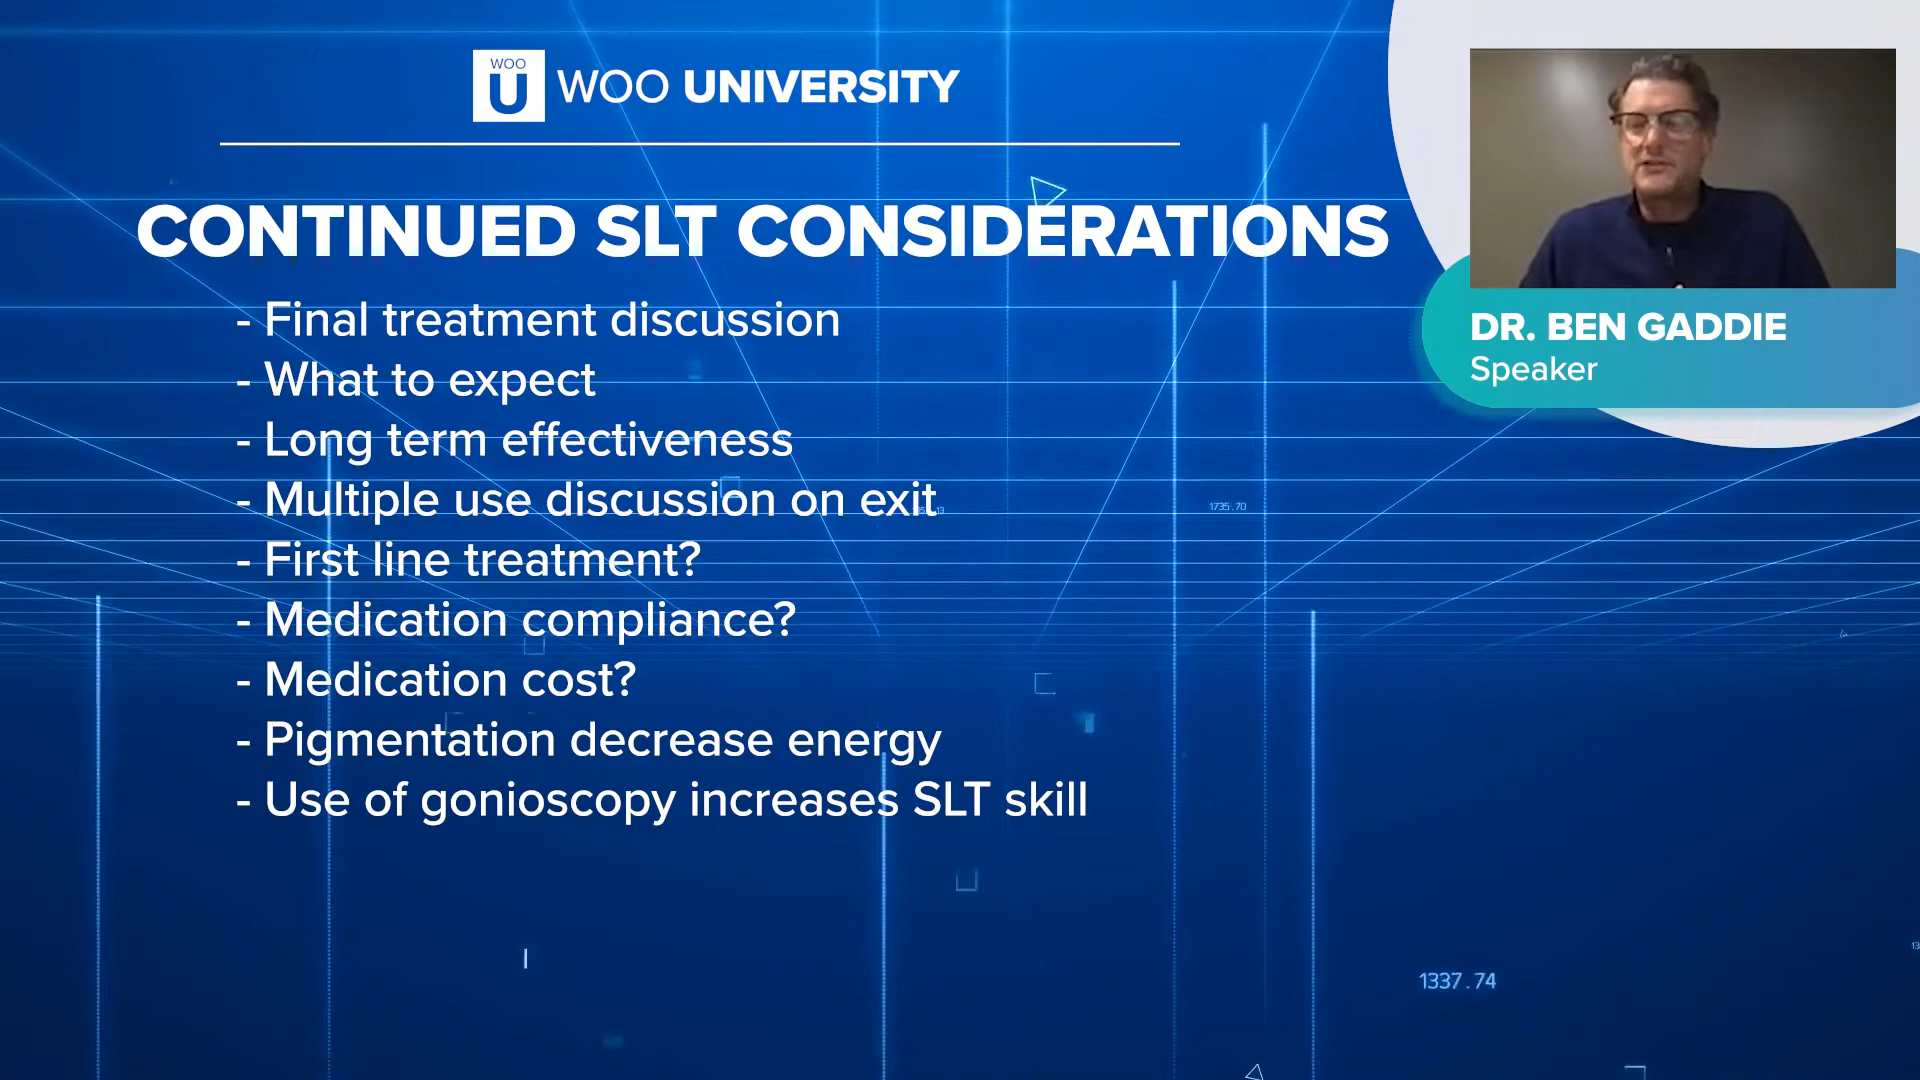 WOO
U
WOO UNIVERSITY
CONTINUED SLT CONSIDERATIONS
- Final treatment discussion
- What to expect
- Long term effectiveness
- Multiple use discussion on exit
- First line treatment?
- Medication compliance?
- Medication cost?
- Pigmentation decrease energy
- Use of gonioscopy increases SLT skill
DR. BEN GADDIE
Speaker
1735.70
1337.74